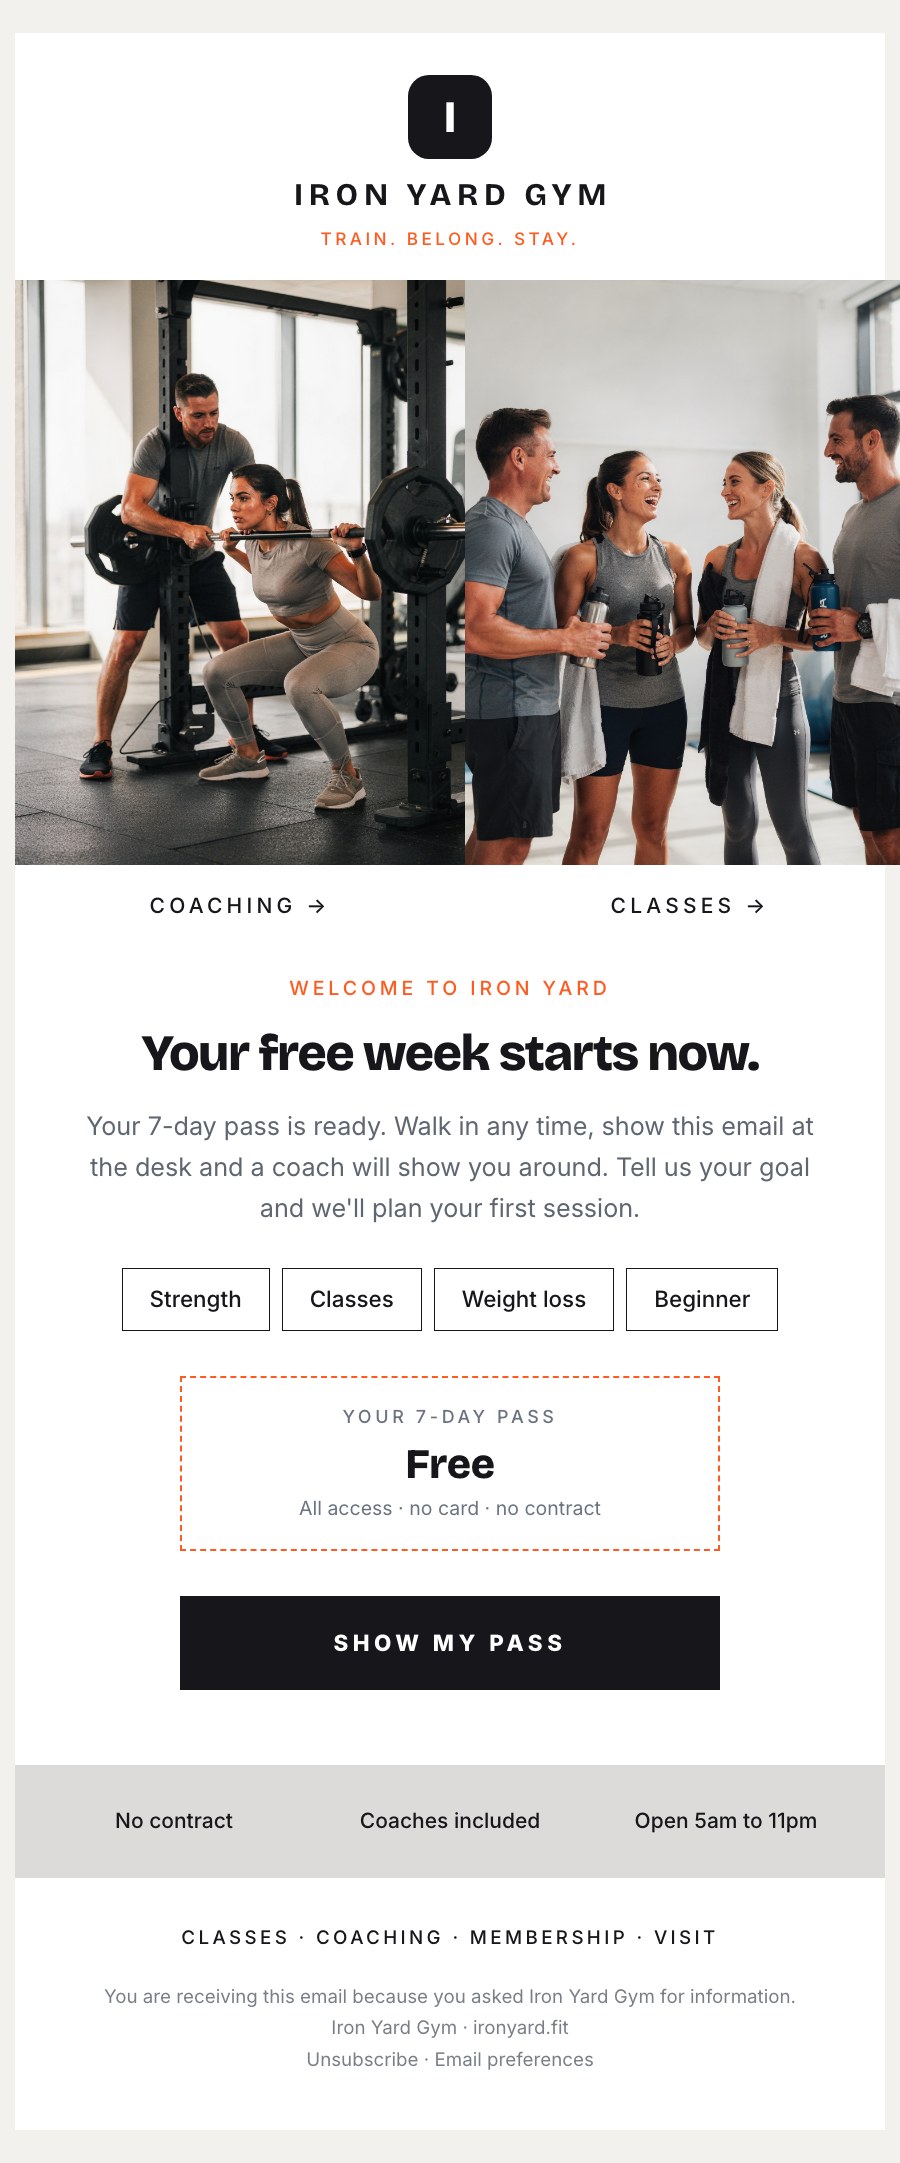 I
IRON YARD GYM
TRAIN. BELONG. STAY.
COACHING →
CLASSES →
WELCOME TO IRON YARD
Your free week starts now.
Your 7-day pass is ready. Walk in any time, show this email at
the desk and a coach will show you around. Tell us your goal
and we'll plan your first session.
Strength
Classes
Weight loss
Beginner
YOUR 7-DAY PASS
Free
All access · no card · no contract
SHOW MY PASS
No contract
Coaches included
Open 5am to 11pm
CLASSES · COACHING · MEMBERSHIP · VISIT
You are receiving this email because you asked Iron Yard Gym for information.
Iron Yard Gym · ironyard.fit
Unsubscribe · Email preferences